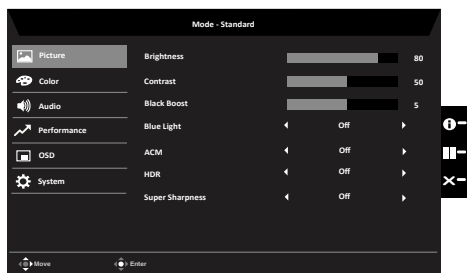 Mode - Standard
Picture
Color
Audio
Performance
OSD
System
Brightness 80
Contrast 50
Black Boost 5
Blue Light Off
ACM Off
HDR Off
Super Sharpness Off
Move Enter